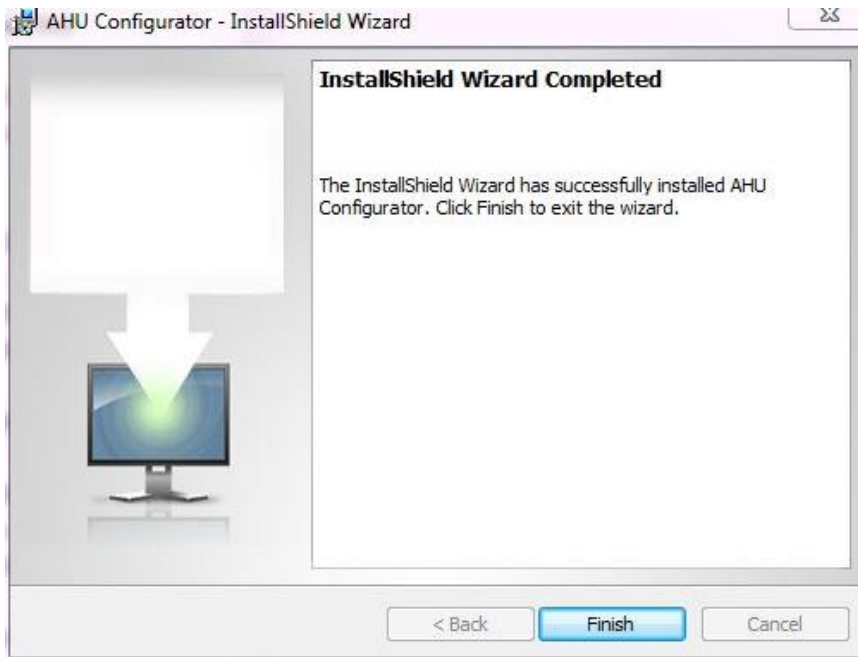 AHU Configurator - InstallShield Wizard
InstallShield Wizard Completed
The InstallShield Wizard has successfully installed AHU
Configurator. Click Finish to exit the wizard.
< Back
Finish
Cancel